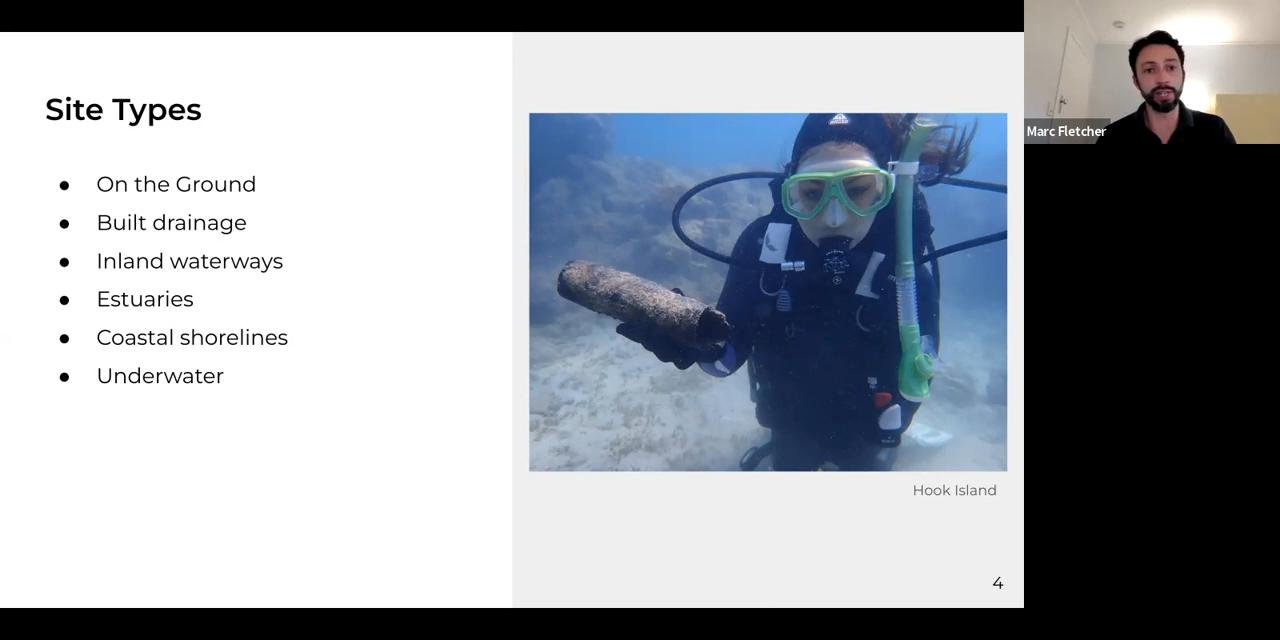 Site Types
● On the Ground
● Built drainage
● Inland waterways
● Estuaries
● Coastal shorelines
● Underwater
Hook Island
4
Marc Fletcher